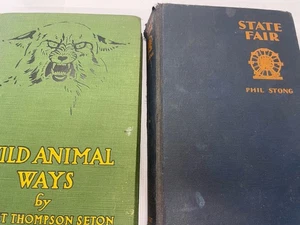 ILD ANIMAL
WAYS
by
T THOMPSON SETON
STATE
FAIR
PHIL STONG